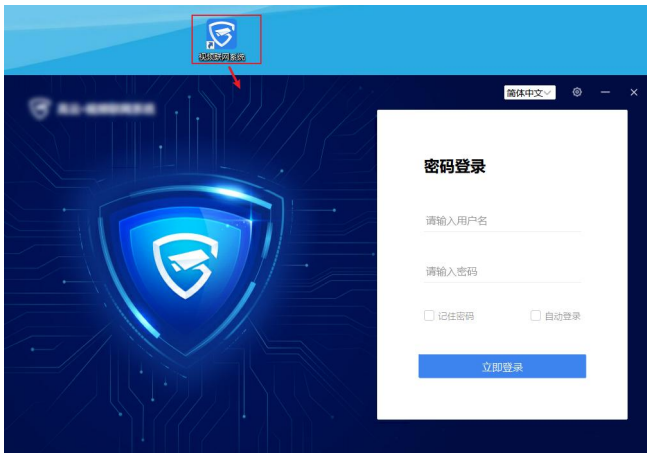 视频联网系统
简体中文
密码登录
请输入用户名
请输入密码
记住密码
自动登录
立即登录